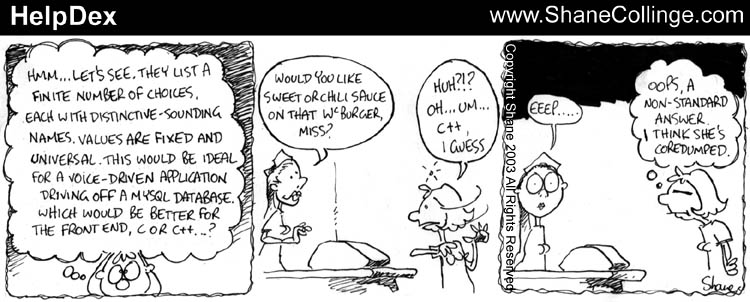 HelpDex
www.ShaneCollinge.com
HMM...LET'S SEE. THEY LIST A
FINITE NUMBER OF CHOICES,
EACH WITH DISTINCTIVE-SOUNDING
NAMES. VALUES ARE FIXED AND
UNIVERSAL. THIS WOULD BE IDEAL
FOR A VOICE-DRIVEN APPLICATION
DRIVING OFF A MYSQL DATABASE.
WHICH WOULD BE BETTER FOR
THE FRONT END, C OR C++...?
WOULD YOU LIKE
SWEET OR CHILI SAUCE
ON THAT McBURGER,
MISS?
HUH?!?
OH...UM...
C++,
I GUESS
Copyright Shane 2003 All Rights Reserved
EEEP.....
OOPS, A
NON-STANDARD
ANSWER.
I THINK SHE'S
COREDUMPED.
Shane